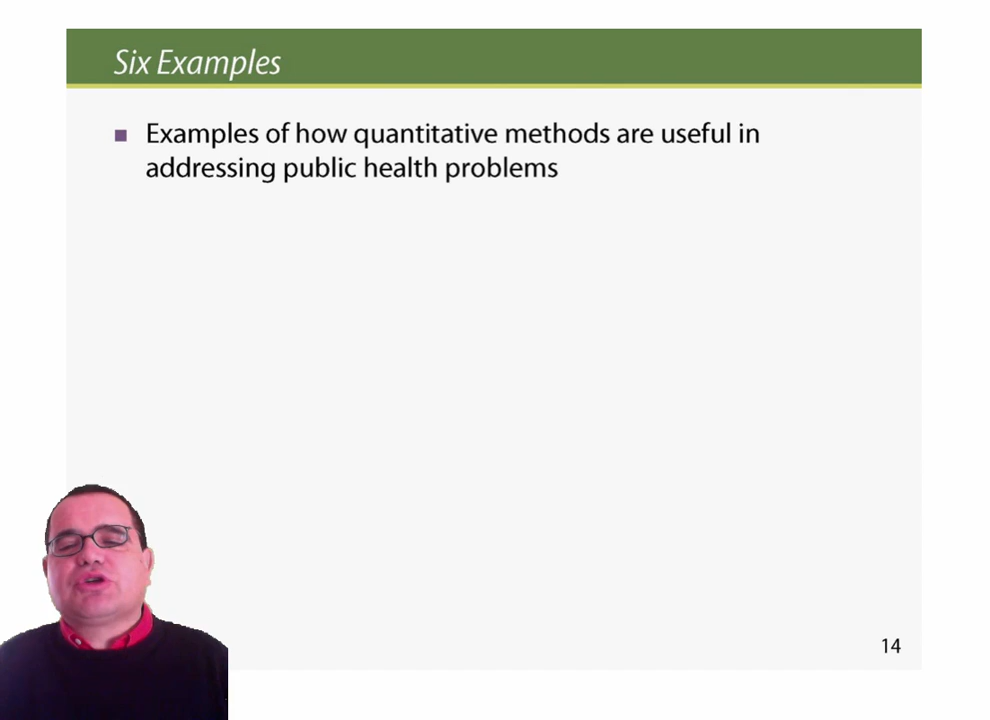 Six Examples
■ Examples of how quantitative methods are useful in
addressing public health problems
14